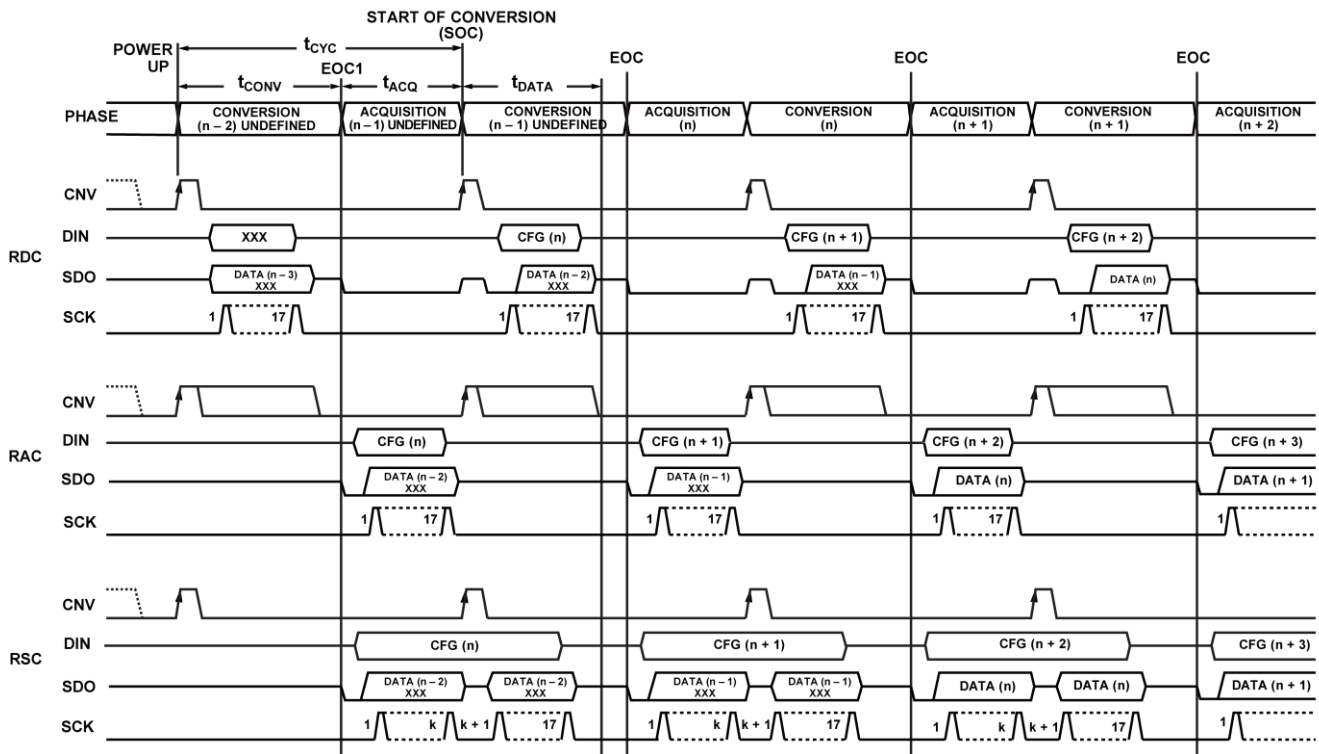 START OF CONVERSION
(SOC)
POWER
UP
tCYC
EOC1
EOC
EOC
EOC
tCONV
tACQ
tDATA
PHASE
CONVERSION
(n – 2) UNDEFINED
ACQUISITION
(n – 1) UNDEFINED
CONVERSION
(n – 1) UNDEFINED
ACQUISITION
(n)
CONVERSION
(n)
ACQUISITION
(n + 1)
CONVERSION
(n + 1)
ACQUISITION
(n + 2)
RDC
CNV
DIN
XXX
CFG (n)
CFG (n + 1)
CFG (n + 2)
SDO
DATA (n – 3)
XXX
DATA (n – 2)
XXX
DATA (n – 1)
XXX
DATA (n)
SCK
1 17
1 17
1 17
1 17
RAC
CNV
DIN
CFG (n)
CFG (n + 1)
CFG (n + 2)
CFG (n + 3)
SDO
DATA (n – 2)
XXX
DATA (n – 1)
XXX
DATA (n)
DATA (n + 1)
SCK
1 17
1 17
1 17
1
RSC
CNV
DIN
CFG (n)
CFG (n + 1)
CFG (n + 2)
CFG (n + 3)
SDO
DATA (n – 2)
XXX
DATA (n – 2)
XXX
DATA (n – 1)
XXX
DATA (n – 1)
XXX
DATA (n)
DATA (n)
DATA (n + 1)
SCK
1 k k + 1 17
1 k k + 1 17
1 k k + 1 17
1